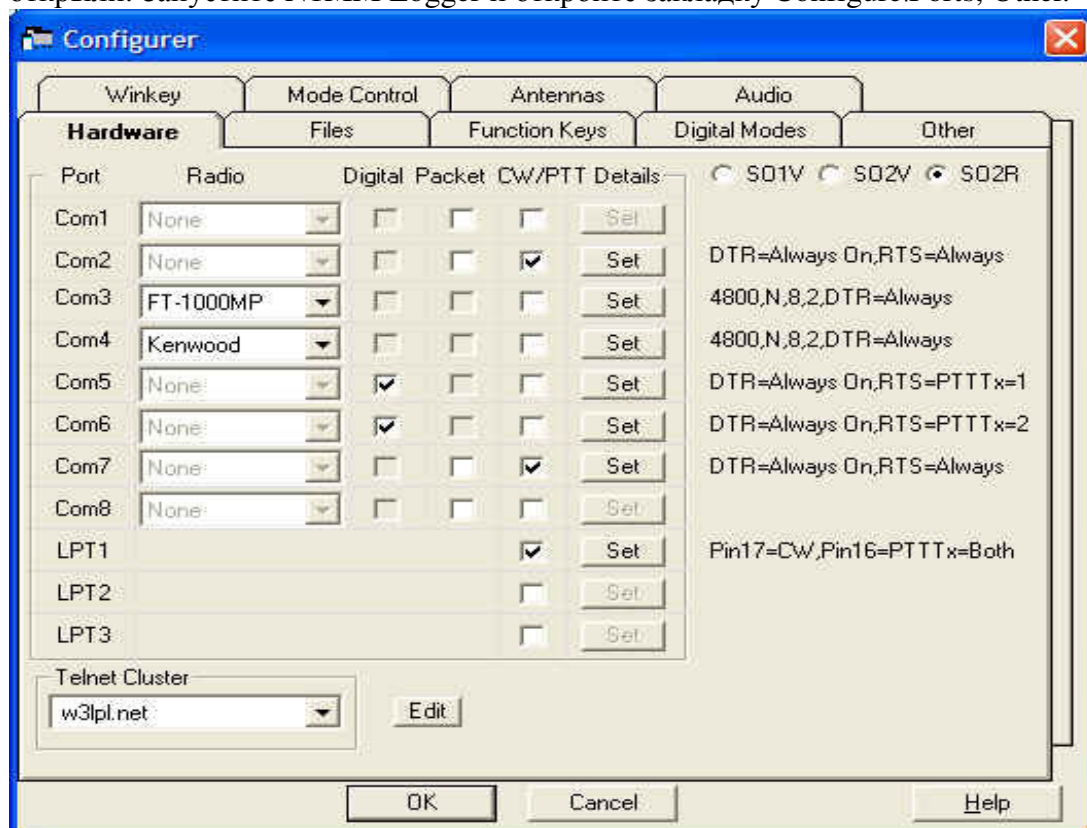 Configurer
Winkey Mode Control Antennas Audio
Hardware Files Function Keys Digital Modes Other
Port Radio Digital Packet CW/PTT Details SO1V SO2V SO2R
Com1 None Set
Com2 None Set DTR=Always On,RTS=Always
Com3 FT-1000MP Set 4800,N,8,2,DTR=Always
Com4 Kenwood Set 4800,N,8,2,DTR=Always
Com5 None Set DTR=Always On,RTS=PTTTx=1
Com6 None Set DTR=Always On,RTS=PTTTx=2
Com7 None Set DTR=Always On,RTS=Always
Com8 None Set
LPT1 Set Pin17=CW,Pin16=PTTTx=Both
LPT2 Set
LPT3 Set
Telnet Cluster
w3lpl.net Edit
OK Cancel Help